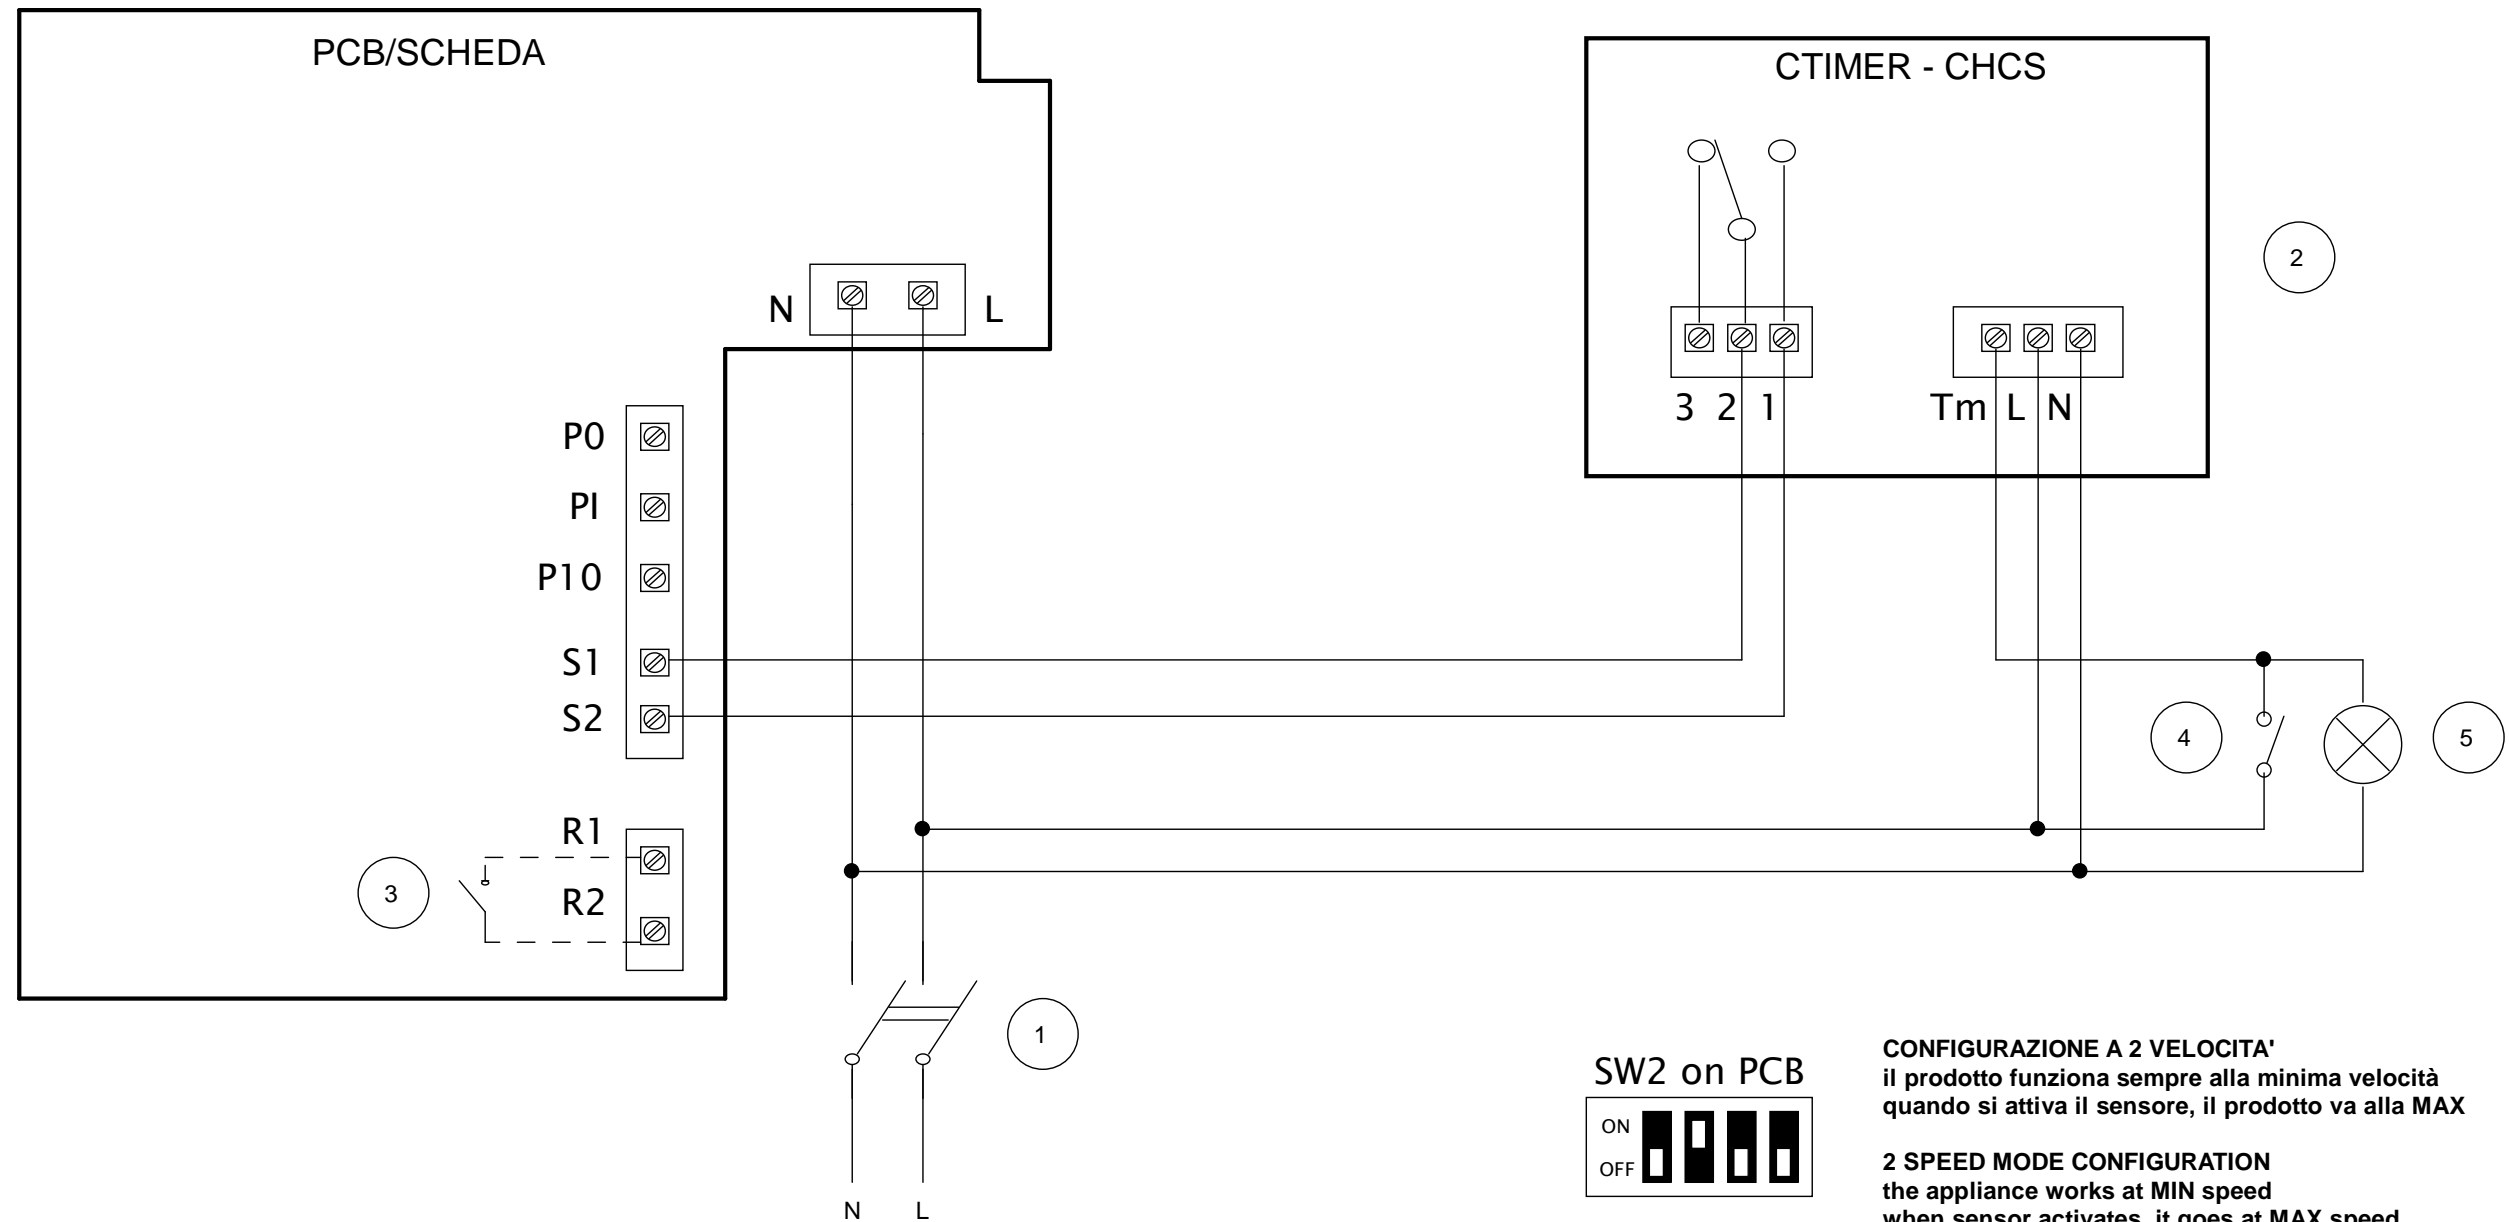 PCB/SCHEDA
CTIMER - CHCS
2
N
L
3 2 1
Tm L N
P0
PI
P10
S1
S2
4
5
R1
3
R2
1
SW2 on PCB
ON
OFF
CONFIGURAZIONE A 2 VELOCITA'
il prodotto funziona sempre alla minima velocità
quando si attiva il sensore, il prodotto va alla MAX
2 SPEED MODE CONFIGURATION
the appliance works at MIN speed
when sensor activates, it goes at MAX speed
N
L